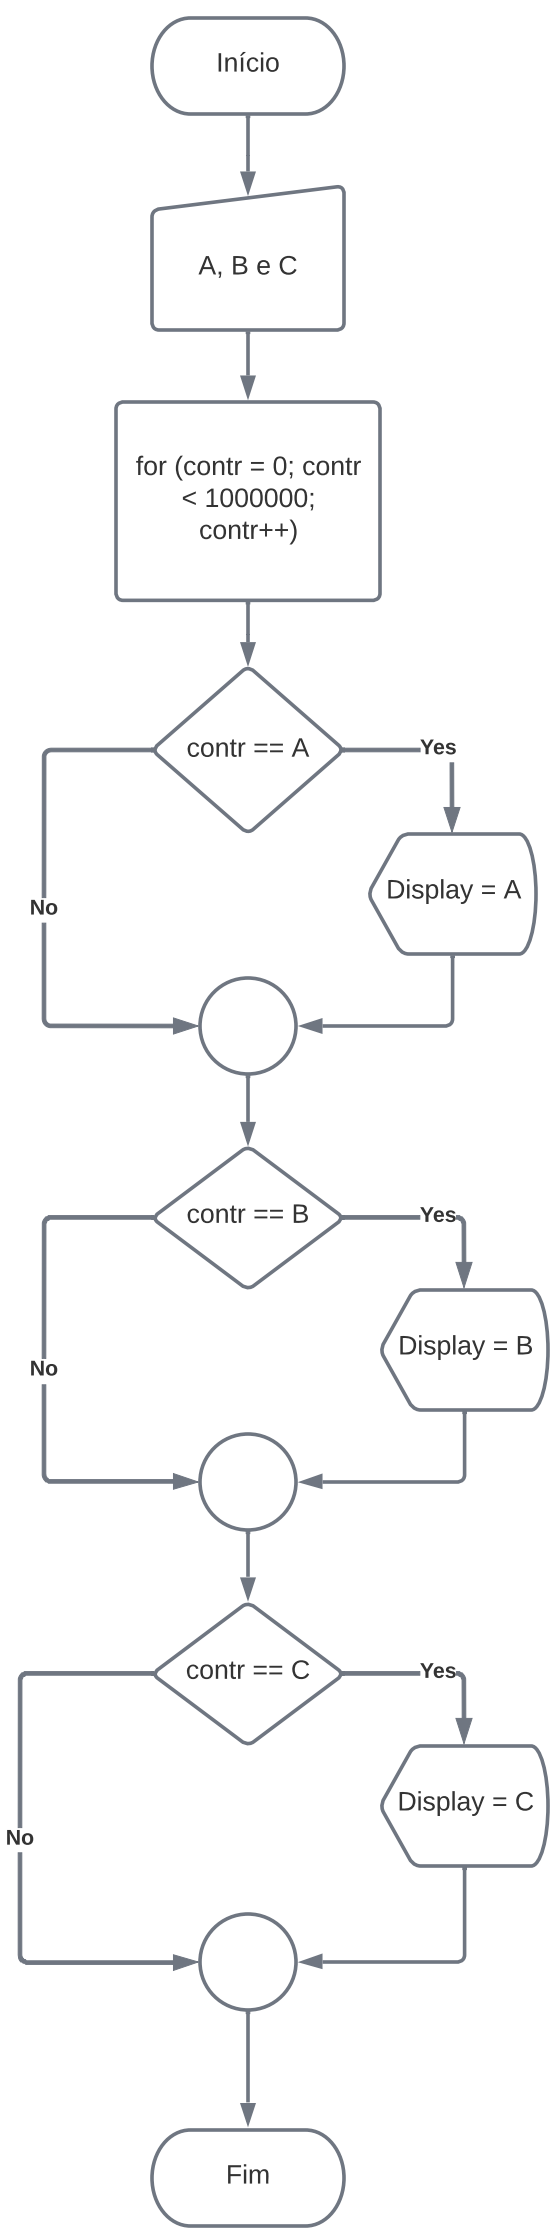 Início
A, B e C
for (contr = 0; contr
< 1000000;
contr++)
contr == A
Yes
Display = A
No
contr == B
Yes
Display = B
No
contr == C
Yes
Display = C
No
Fim